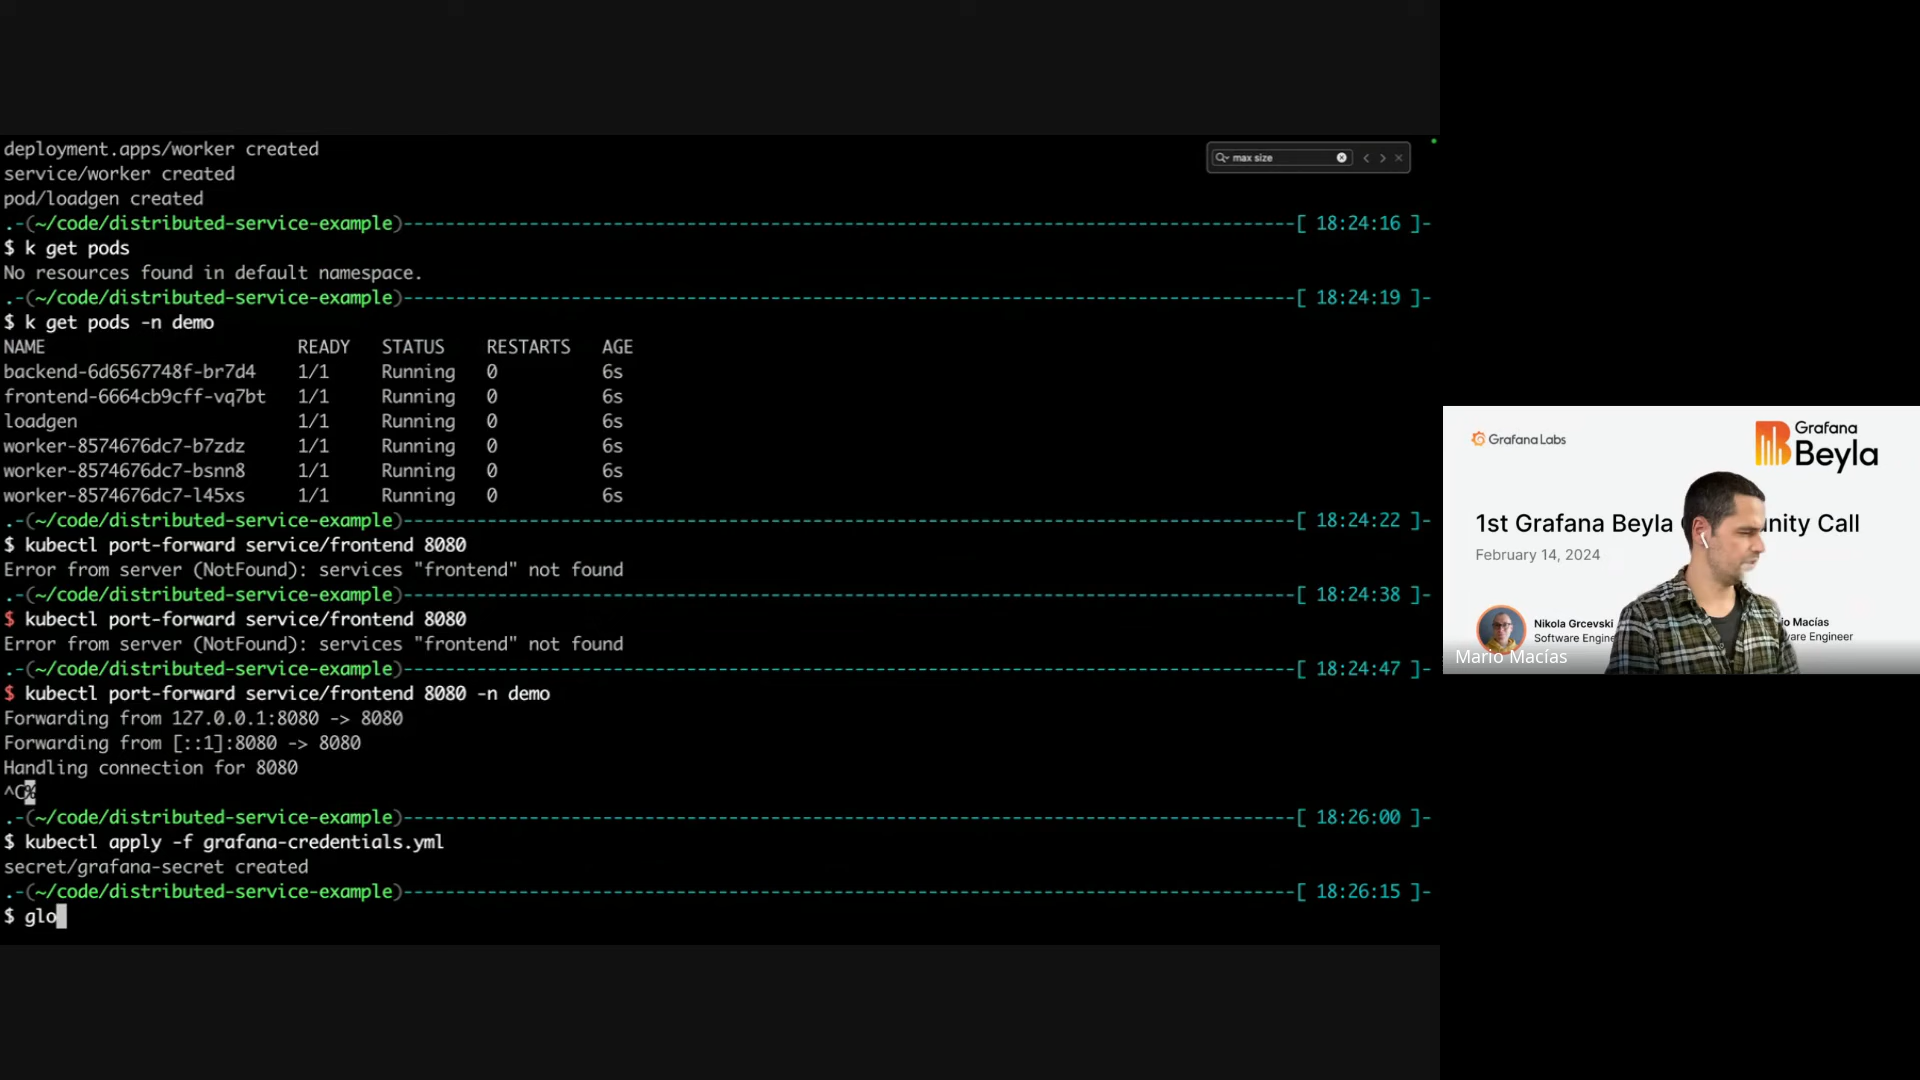 deployment.apps/worker created
service/worker created
pod/loadgen created
.-(~/code/distributed-service-example)-------------------------------------------------------------------------------------[ 18:24:16 ]-
$ k get pods
No resources found in default namespace.
.-(~/code/distributed-service-example)-------------------------------------------------------------------------------------[ 18:24:19 ]-
$ k get pods -n demo
NAME READY STATUS RESTARTS AGE
backend-6d6567748f-br7d4 1/1 Running 0 6s
frontend-6664cb9cff-vq7bt 1/1 Running 0 6s
loadgen 1/1 Running 0 6s
worker-8574676dc7-b7zdz 1/1 Running 0 6s
worker-8574676dc7-bsnn8 1/1 Running 0 6s
worker-8574676dc7-l45xs 1/1 Running 0 6s
.-(~/code/distributed-service-example)-------------------------------------------------------------------------------------[ 18:24:22 ]-
$ kubectl port-forward service/frontend 8080
Error from server (NotFound): services "frontend" not found
.-(~/code/distributed-service-example)-------------------------------------------------------------------------------------[ 18:24:38 ]-
$ kubectl port-forward service/frontend 8080
Error from server (NotFound): services "frontend" not found
.-(~/code/distributed-service-example)-------------------------------------------------------------------------------------[ 18:24:47 ]-
$ kubectl port-forward service/frontend 8080 -n demo
Forwarding from 127.0.0.1:8080 -> 8080
Forwarding from [::1]:8080 -> 8080
Handling connection for 8080
^C%
.-(~/code/distributed-service-example)-------------------------------------------------------------------------------------[ 18:26:00 ]-
$ kubectl apply -f grafana-credentials.yml
secret/grafana-secret created
.-(~/code/distributed-service-example)-------------------------------------------------------------------------------------[ 18:26:15 ]-
$ glo
max size
Grafana Labs
Grafana
Beyla
1st Grafana Beyla nity Call
February 14, 2024
Nikola Grcevski
Software Engine
io Macías
ware Engineer
Mario Macías